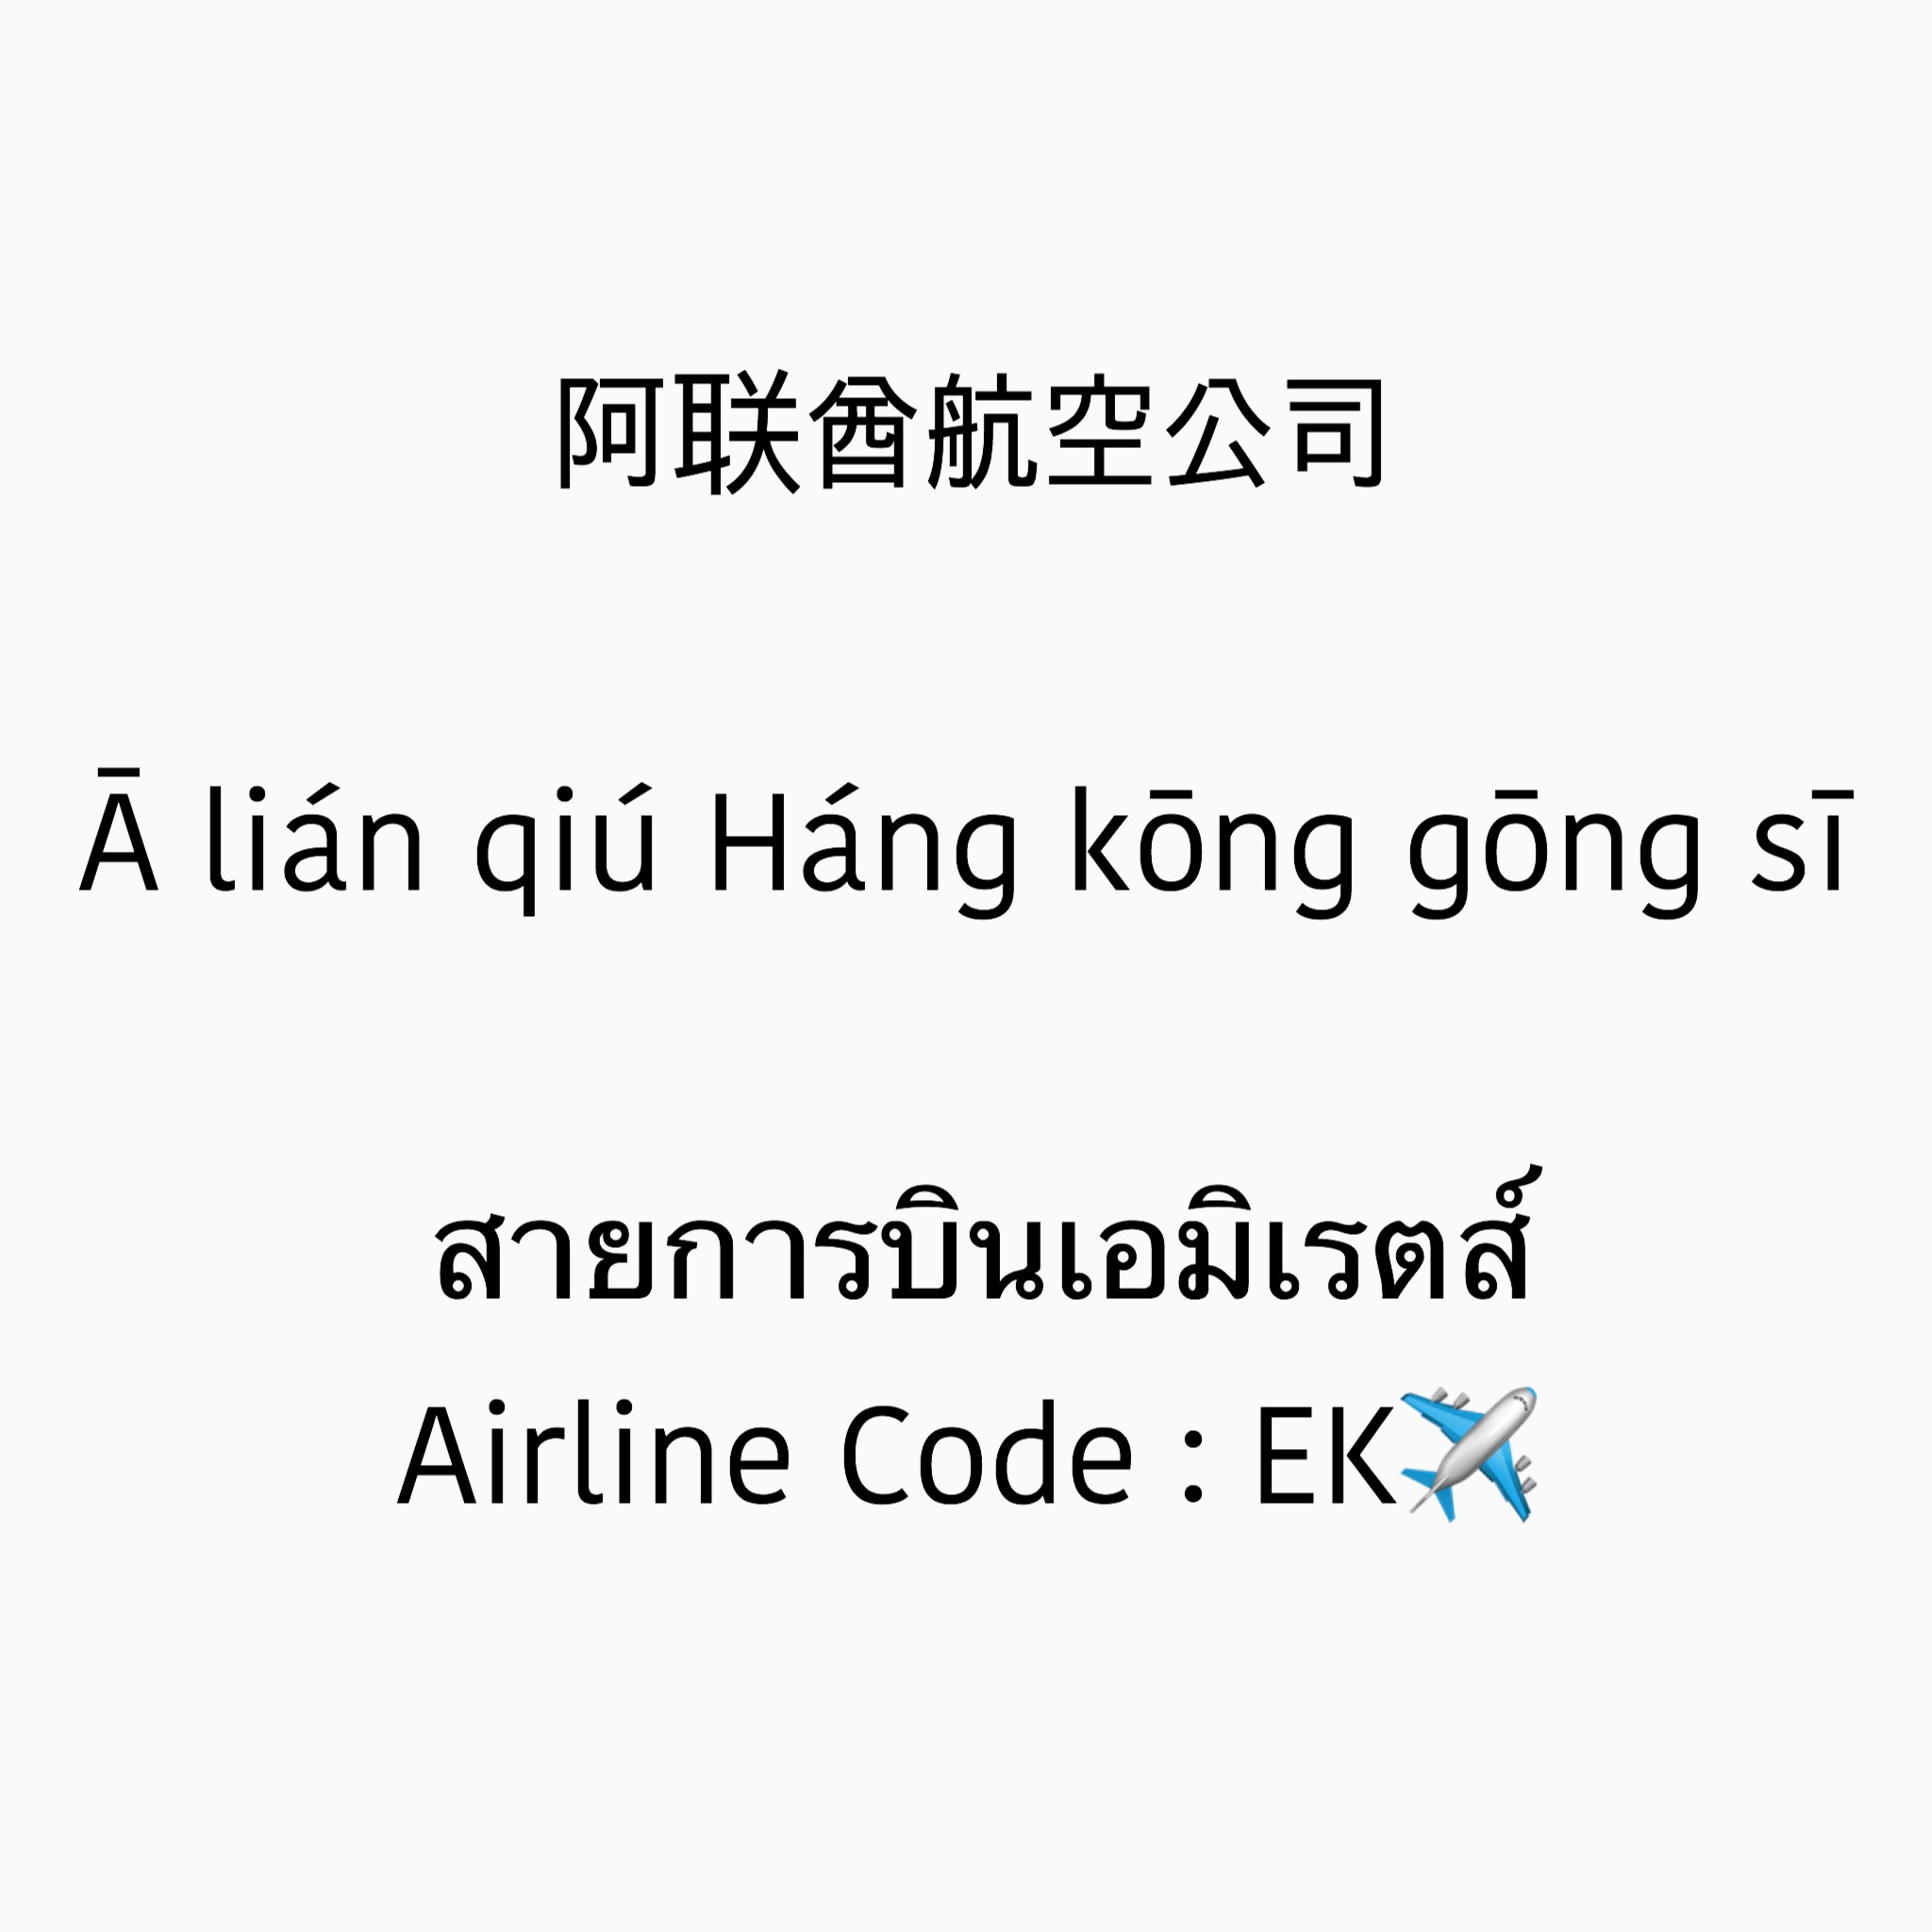 阿联酋航空公司
Ā lián qiú Háng kōng gōng sī
สายการบินเอมิเรตส์
Airline Code : EK✈️